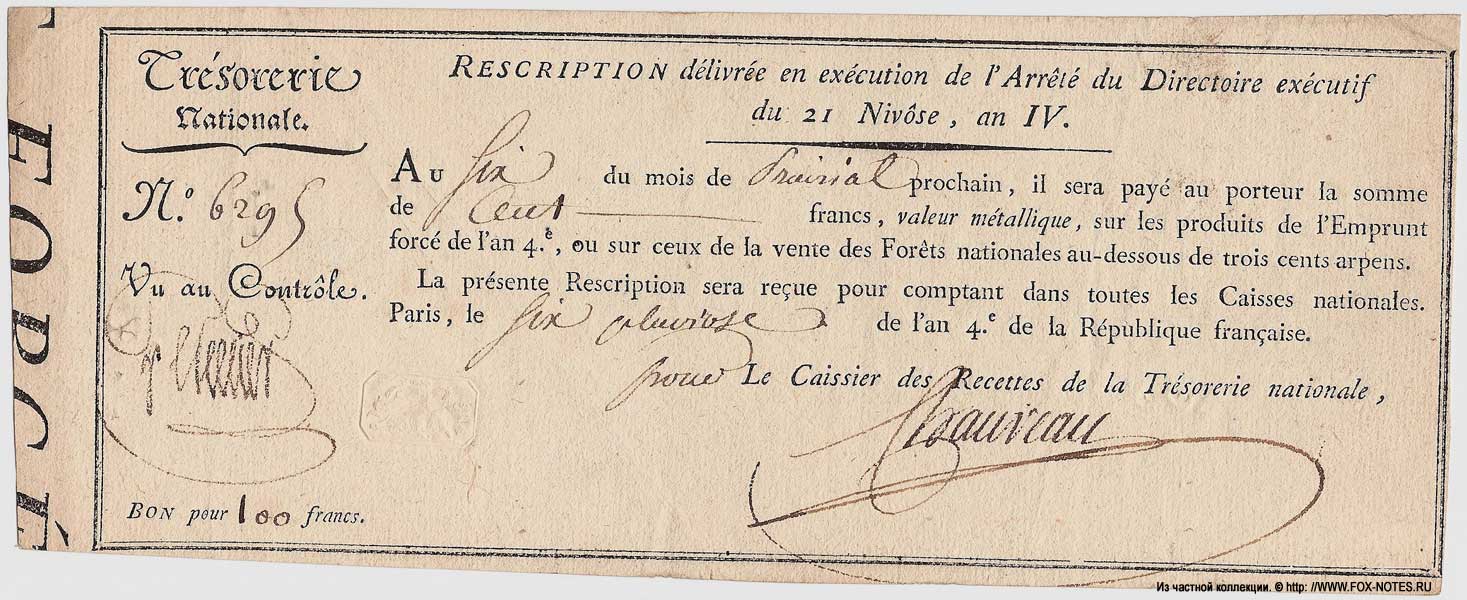 FORCÉ
Trésorerie
Nationale.
N.o 6295
Vu au Contrôle.
BON pour 100 francs.
RESCRIPTION délivrée en exécution de l'Arrêté du Directoire exécutif
du 21 Nivôse, an IV.
AU Six du mois de Prairial prochain, il sera payé au porteur la somme
de Cent francs, valeur métallique, sur les produits de l'Emprunt
forcé de l'an 4.e, ou sur ceux de la vente des Forêts nationales au-dessous de trois cents arpens.
La présente Rescription sera reçue pour comptant dans toutes les Caisses nationales.
Paris, le six pluviose de l'an 4.e de la République française.
pour Le Caissier des Recettes de la Trésorerie nationale,
Chauveau
Из частной коллекции. © http: //WWW.FOX-NOTES.RU